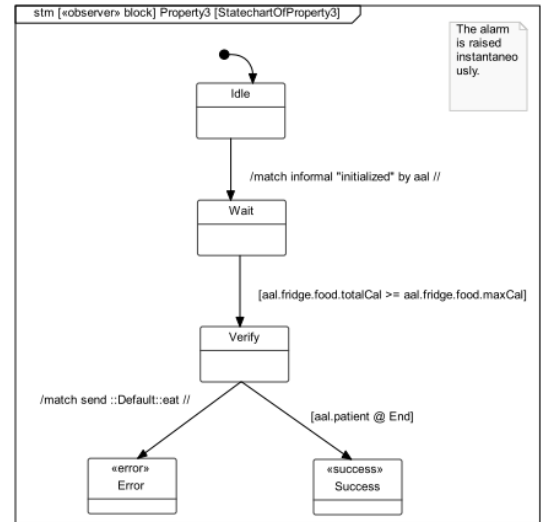 stm [«observer» block] Property3 [StatechartOfProperty3]
The alarm
is raised
instantaneo
usly.
Idle
/match informal "initialized" by aal //
Wait
[aal.fridge.food.totalCal >= aal.fridge.food.maxCal]
Verify
/match send ::Default::eat //
[aal.patient @ End]
«error»
Error
«success»
Success